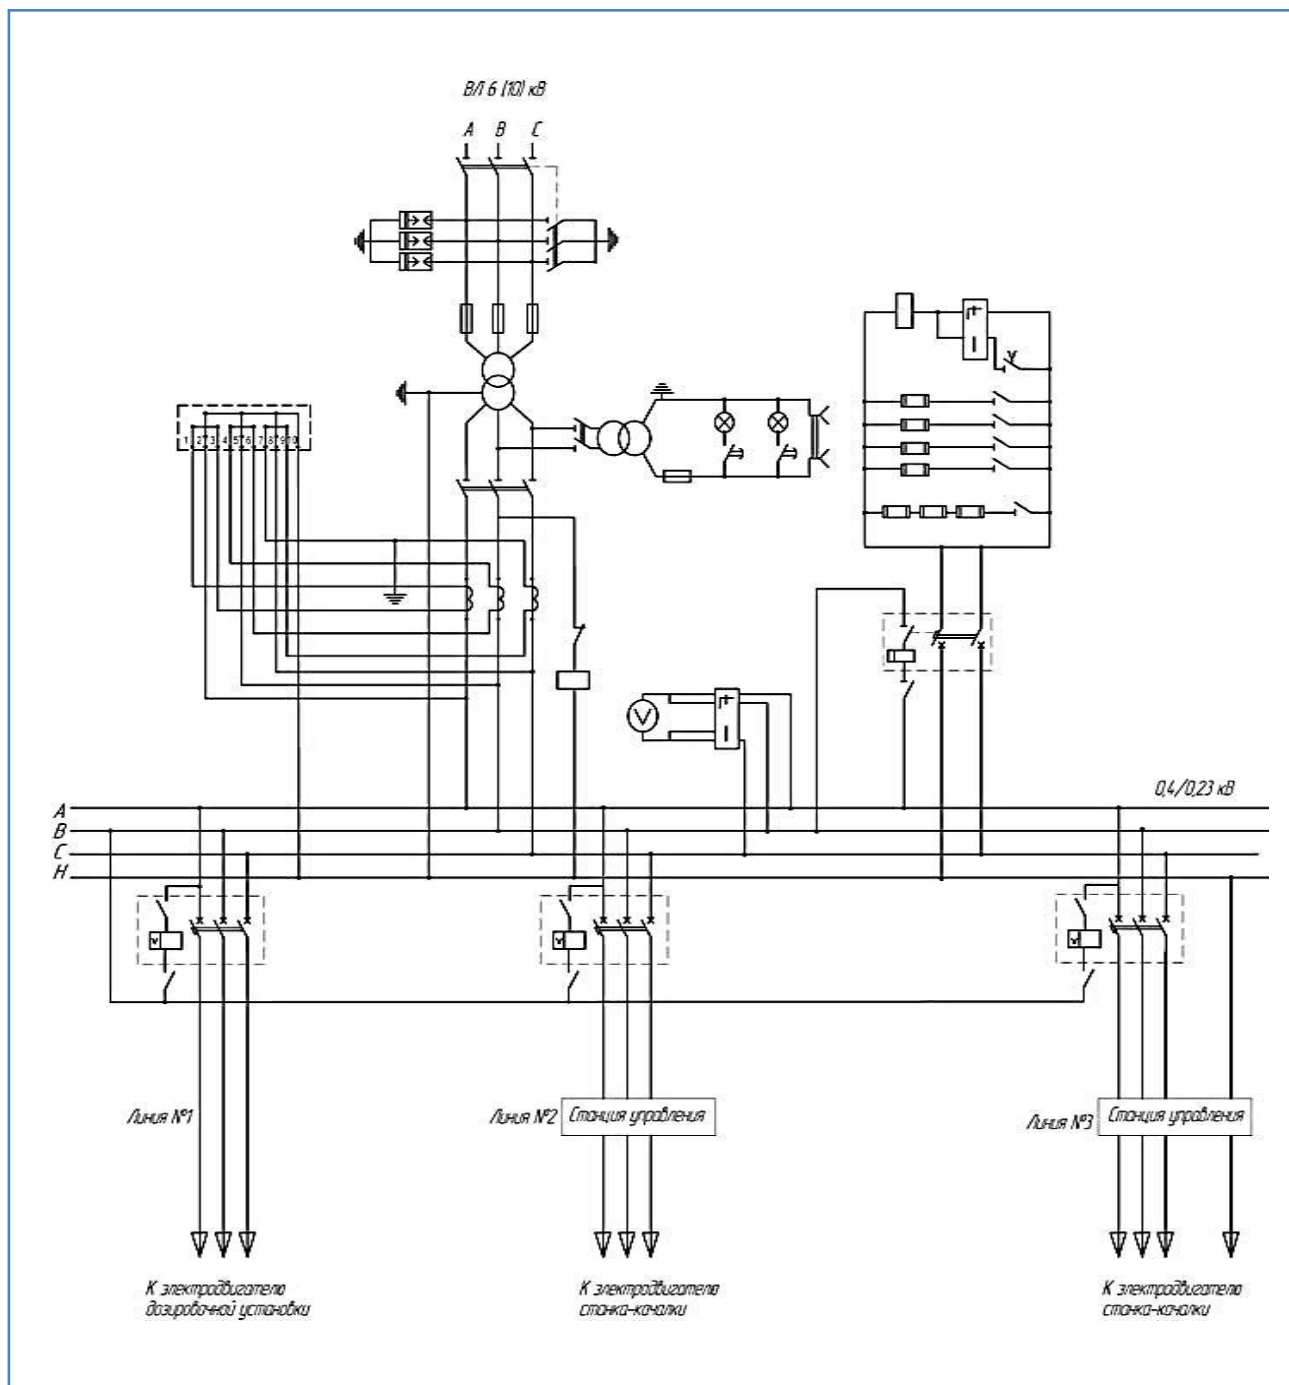 ВЛ 6 (10) кВ
А В С
1 2 3 4 5 6 7 8 9 10
V
0,4/0,23 кВ
А
В
С
Н
Линия №1
Линия №2
Станция управления
Линия №3
Станция управления
К электродвигателю
дозировочной установки
К электродвигателю
станка-качалки
К электродвигателю
станка-качалки